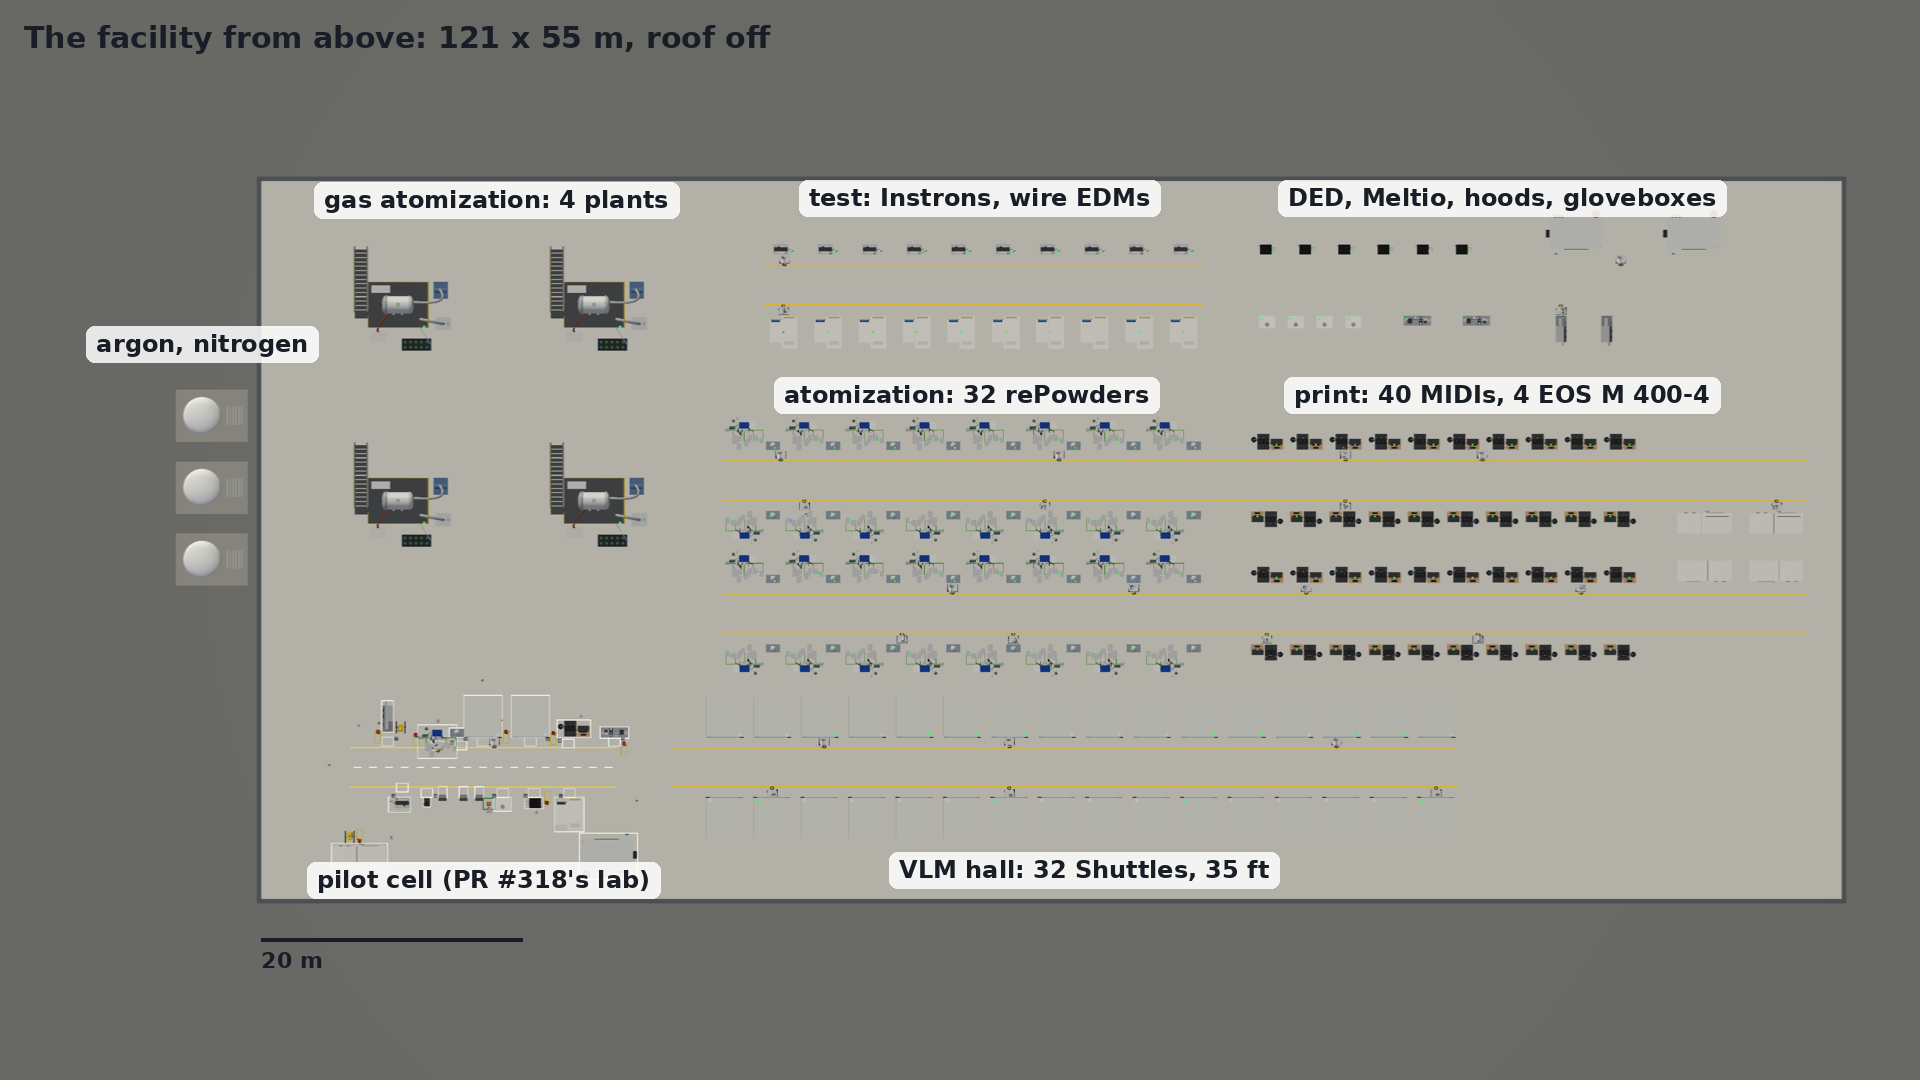 The facility from above: 121 x 55 m, roof off
gas atomization: 4 plants
test: Instrons, wire EDMs
DED, Meltio, hoods, gloveboxes
argon, nitrogen
atomization: 32 rePowders
print: 40 MIDIs, 4 EOS M 400-4
pilot cell (PR #318's lab)
VLM hall: 32 Shuttles, 35 ft
20 m